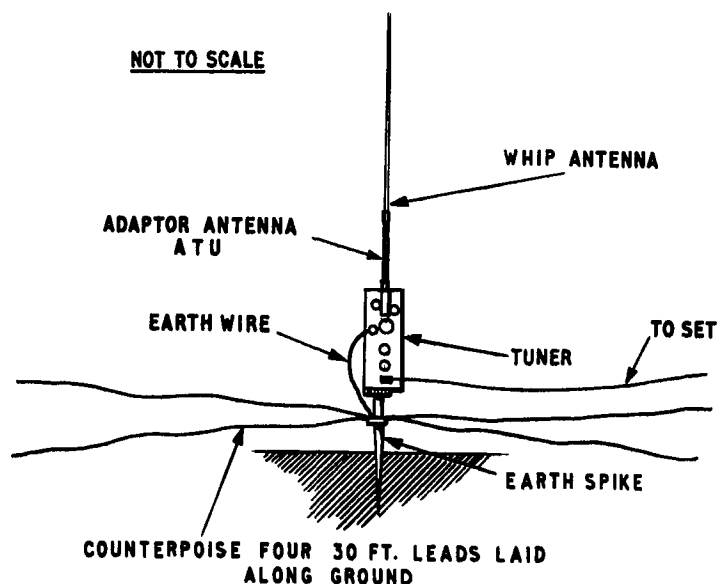 NOT TO SCALE
WHIP ANTENNA
ADAPTOR ANTENNA
A T U
EARTH WIRE
TO SET
TUNER
EARTH SPIKE
COUNTERPOISE FOUR 30 FT. LEADS LAID
ALONG GROUND